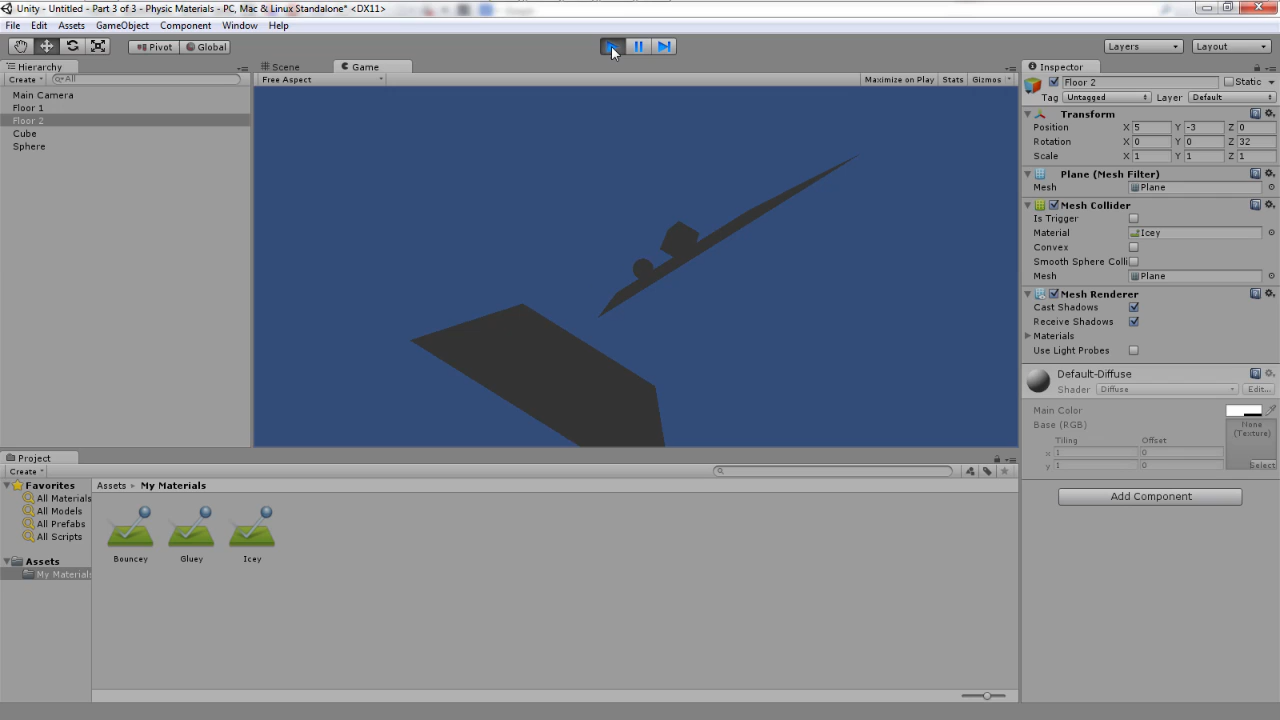 Unity - Untitled - Part 3 of 3 - Physic Materials - PC, Mac & Linux Standalone* <DX11>
File Edit Assets GameObject Component Window Help
Pivot Global Layers Layout
Hierarchy
Create All
Main Camera
Floor 1
Floor 2
Cube
Sphere
Scene Game
Free Aspect Maximize on Play Stats Gizmos
Inspector
Floor 2 Static
Tag Untagged Layer Default
Transform
Position X 5 Y -3 Z 0
Rotation X 0 Y 0 Z 32
Scale X 1 Y 1 Z 1
Plane (Mesh Filter)
Mesh Plane
Mesh Collider
Is Trigger
Material Icey
Convex
Smooth Sphere Colli
Mesh Plane
Mesh Renderer
Cast Shadows
Receive Shadows
Materials
Use Light Probes
Default-Diffuse
Shader Diffuse Edit...
Main Color
Base (RGB)
None
(Texture)
Tiling Offset
x 1 0
y 1 0
Select
Add Component
Project
Create
Favorites
All Materials
All Models
All Prefabs
All Scripts
Assets
My Material
Assets My Materials
Bouncey Gluey Icey